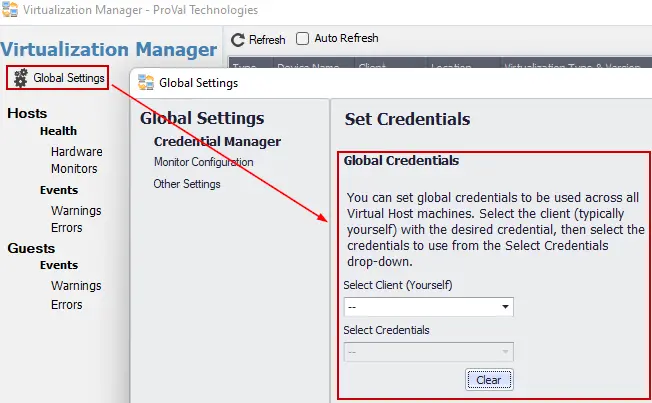 Virtualization Manager - ProVal Technologies
Virtualization Manager
Refresh Auto Refresh
Global Settings
Type Device Name Client Location Virtualization Type & Version
Hosts
Health
Hardware
Monitors
Events
Warnings
Errors
Guests
Events
Warnings
Errors
Global Settings
Global Settings
Credential Manager
Monitor Configuration
Other Settings
Set Credentials
Global Credentials
You can set global credentials to be used across all
Virtual Host machines. Select the client (typically
yourself) with the desired credential, then select the
credentials to use from the Select Credentials
drop-down.
Select Client (Yourself)
--
Select Credentials
--
Clear